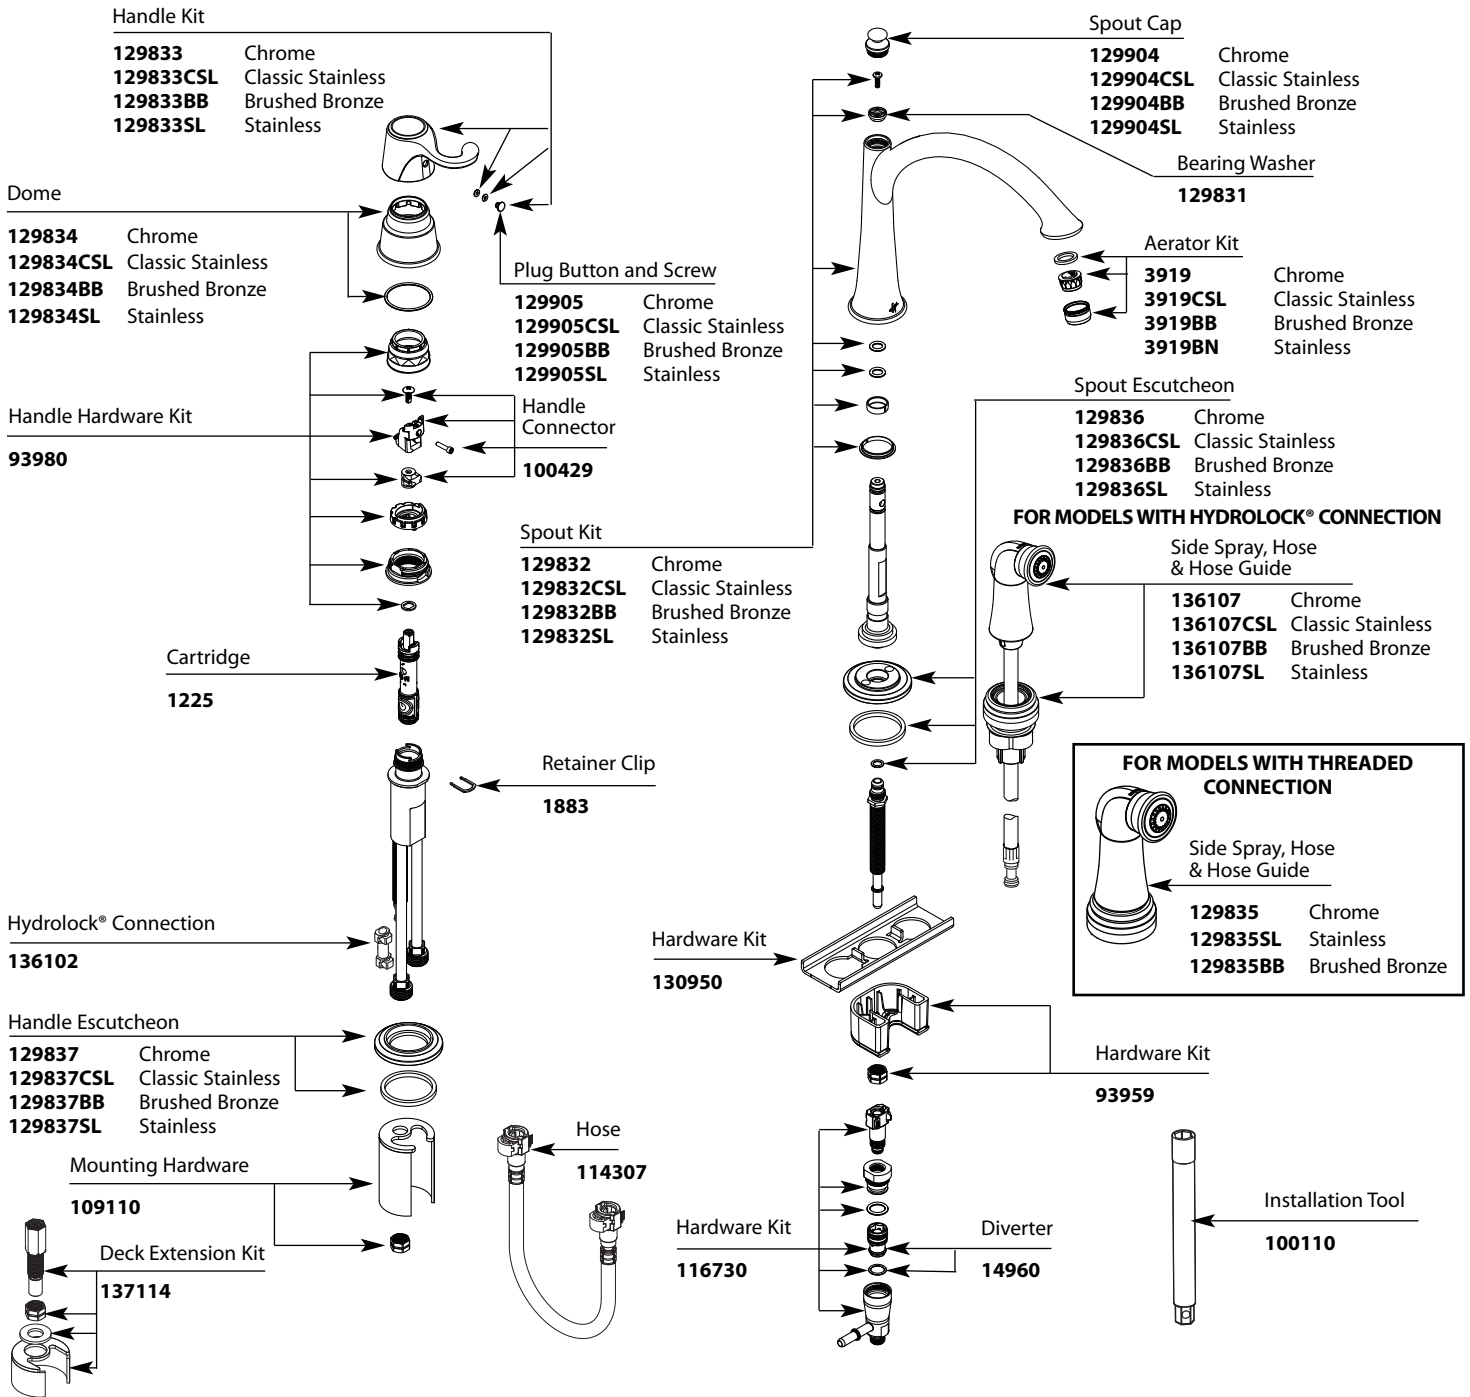 Handle Kit
129833 Chrome
129833CSL Classic Stainless
129833BB Brushed Bronze
129833SL Stainless
Dome
129834 Chrome
129834CSL Classic Stainless
129834BB Brushed Bronze
129834SL Stainless
Plug Button and Screw
129905 Chrome
129905CSL Classic Stainless
129905BB Brushed Bronze
129905SL Stainless
Handle Hardware Kit
93980
Handle
Connector
100429
Spout Kit
129832 Chrome
129832CSL Classic Stainless
129832BB Brushed Bronze
129832SL Stainless
Cartridge
1225
Retainer Clip
1883
Hydrolock® Connection
136102
Handle Escutcheon
129837 Chrome
129837CSL Classic Stainless
129837BB Brushed Bronze
129837SL Stainless
Mounting Hardware
109110
Deck Extension Kit
137114
Hose
114307
Spout Cap
129904 Chrome
129904CSL Classic Stainless
129904BB Brushed Bronze
129904SL Stainless
Bearing Washer
129831
Aerator Kit
3919 Chrome
3919CSL Classic Stainless
3919BB Brushed Bronze
3919BN Stainless
Spout Escutcheon
129836 Chrome
129836CSL Classic Stainless
129836BB Brushed Bronze
129836SL Stainless
FOR MODELS WITH HYDROLOCK® CONNECTION
Side Spray, Hose
& Hose Guide
136107 Chrome
136107CSL Classic Stainless
136107BB Brushed Bronze
136107SL Stainless
FOR MODELS WITH THREADED
CONNECTION
Side Spray, Hose
& Hose Guide
129835 Chrome
129835SL Stainless
129835BB Brushed Bronze
Hardware Kit
130950
Hardware Kit
93959
Hardware Kit
116730
Diverter
14960
Installation Tool
100110